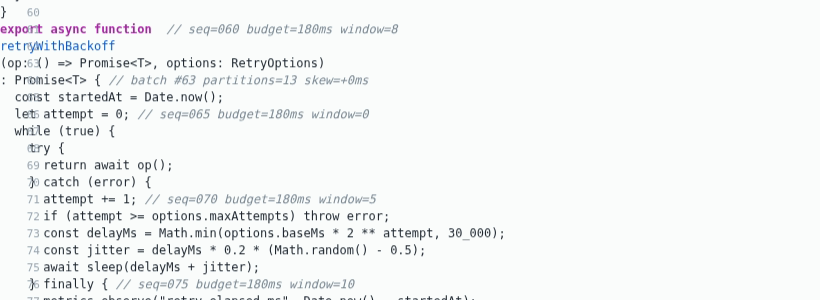 } 60
export async function // seq=060 budget=180ms window=8
retryWithBackoff
(op: () => Promise<T>, options: RetryOptions)
: Promise<T> { // batch #63 partitions=13 skew=+0ms
const startedAt = Date.now();
let attempt = 0; // seq=065 budget=180ms window=0
while (true) {
try {
69 return await op();
} catch (error) {
71 attempt += 1; // seq=070 budget=180ms window=5
72 if (attempt >= options.maxAttempts) throw error;
73 const delayMs = Math.min(options.baseMs * 2 ** attempt, 30_000);
74 const jitter = delayMs * 0.2 * (Math.random() - 0.5);
75 await sleep(delayMs + jitter);
} finally { // seq=075 budget=180ms window=10